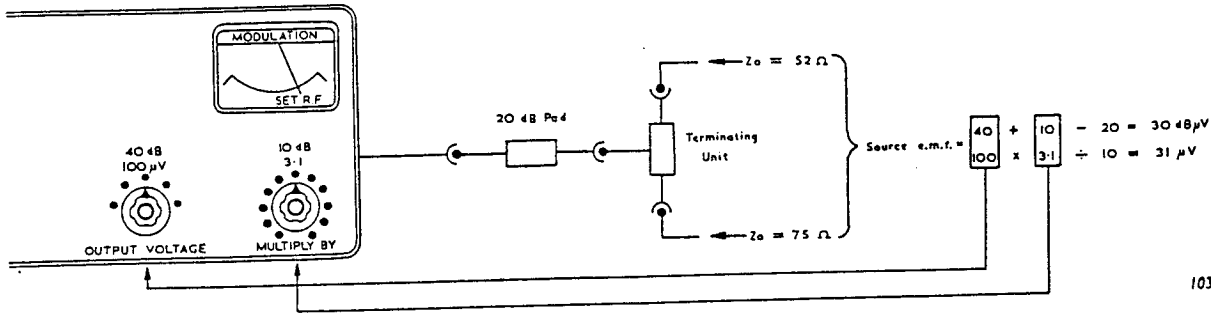 MODULATION
SET R.F
40 dB
100 µV
OUTPUT VOLTAGE
10 dB
3·1
MULTIPLY BY
20 dB Pad
Zo = 52 Ω
Terminating
Unit
Zo = 75 Ω
Source e.m.f. = 40 + 10 - 20 = 30 dBµV
100 x 3·1 ÷ 10 = 31 µV
103